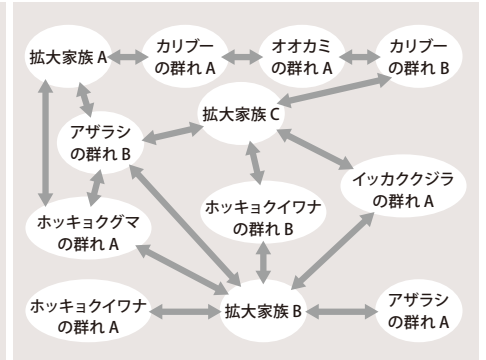 拡大家族 A
カリブー
の群れ A
オオカミ
の群れ A
カリブー
の群れ B
アザラシ
の群れ B
拡大家族 C
イッカククジラ
の群れ A
ホッキョクグマ
の群れ A
ホッキョクイワナ
の群れ B
ホッキョクイワナ
の群れ A
拡大家族 B
アザラシ
の群れ A